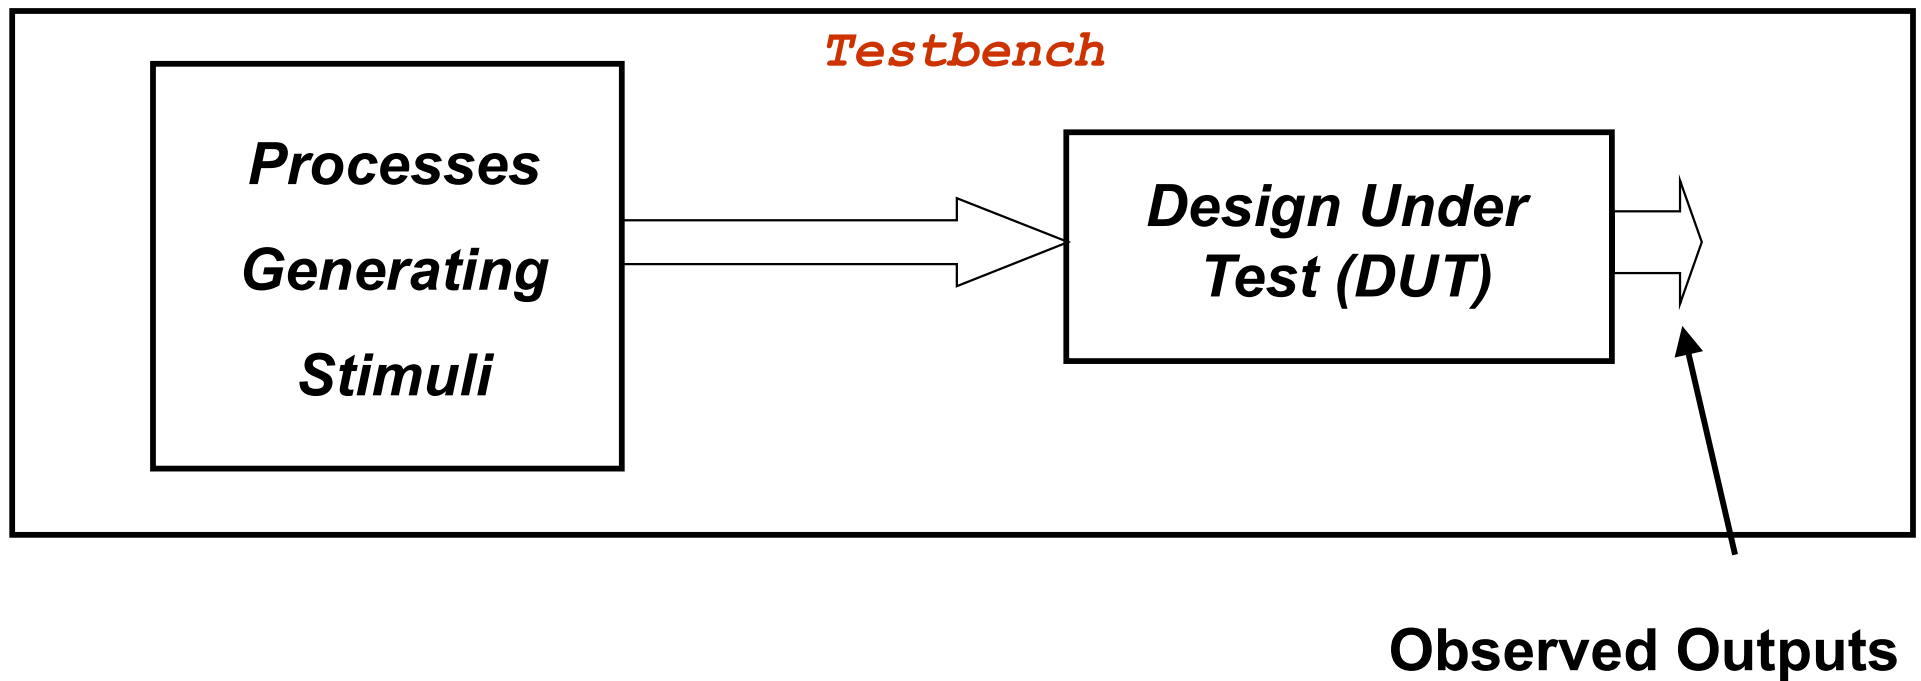 Testbench
Processes
Generating
Stimuli
Design Under
Test (DUT)
Observed Outputs